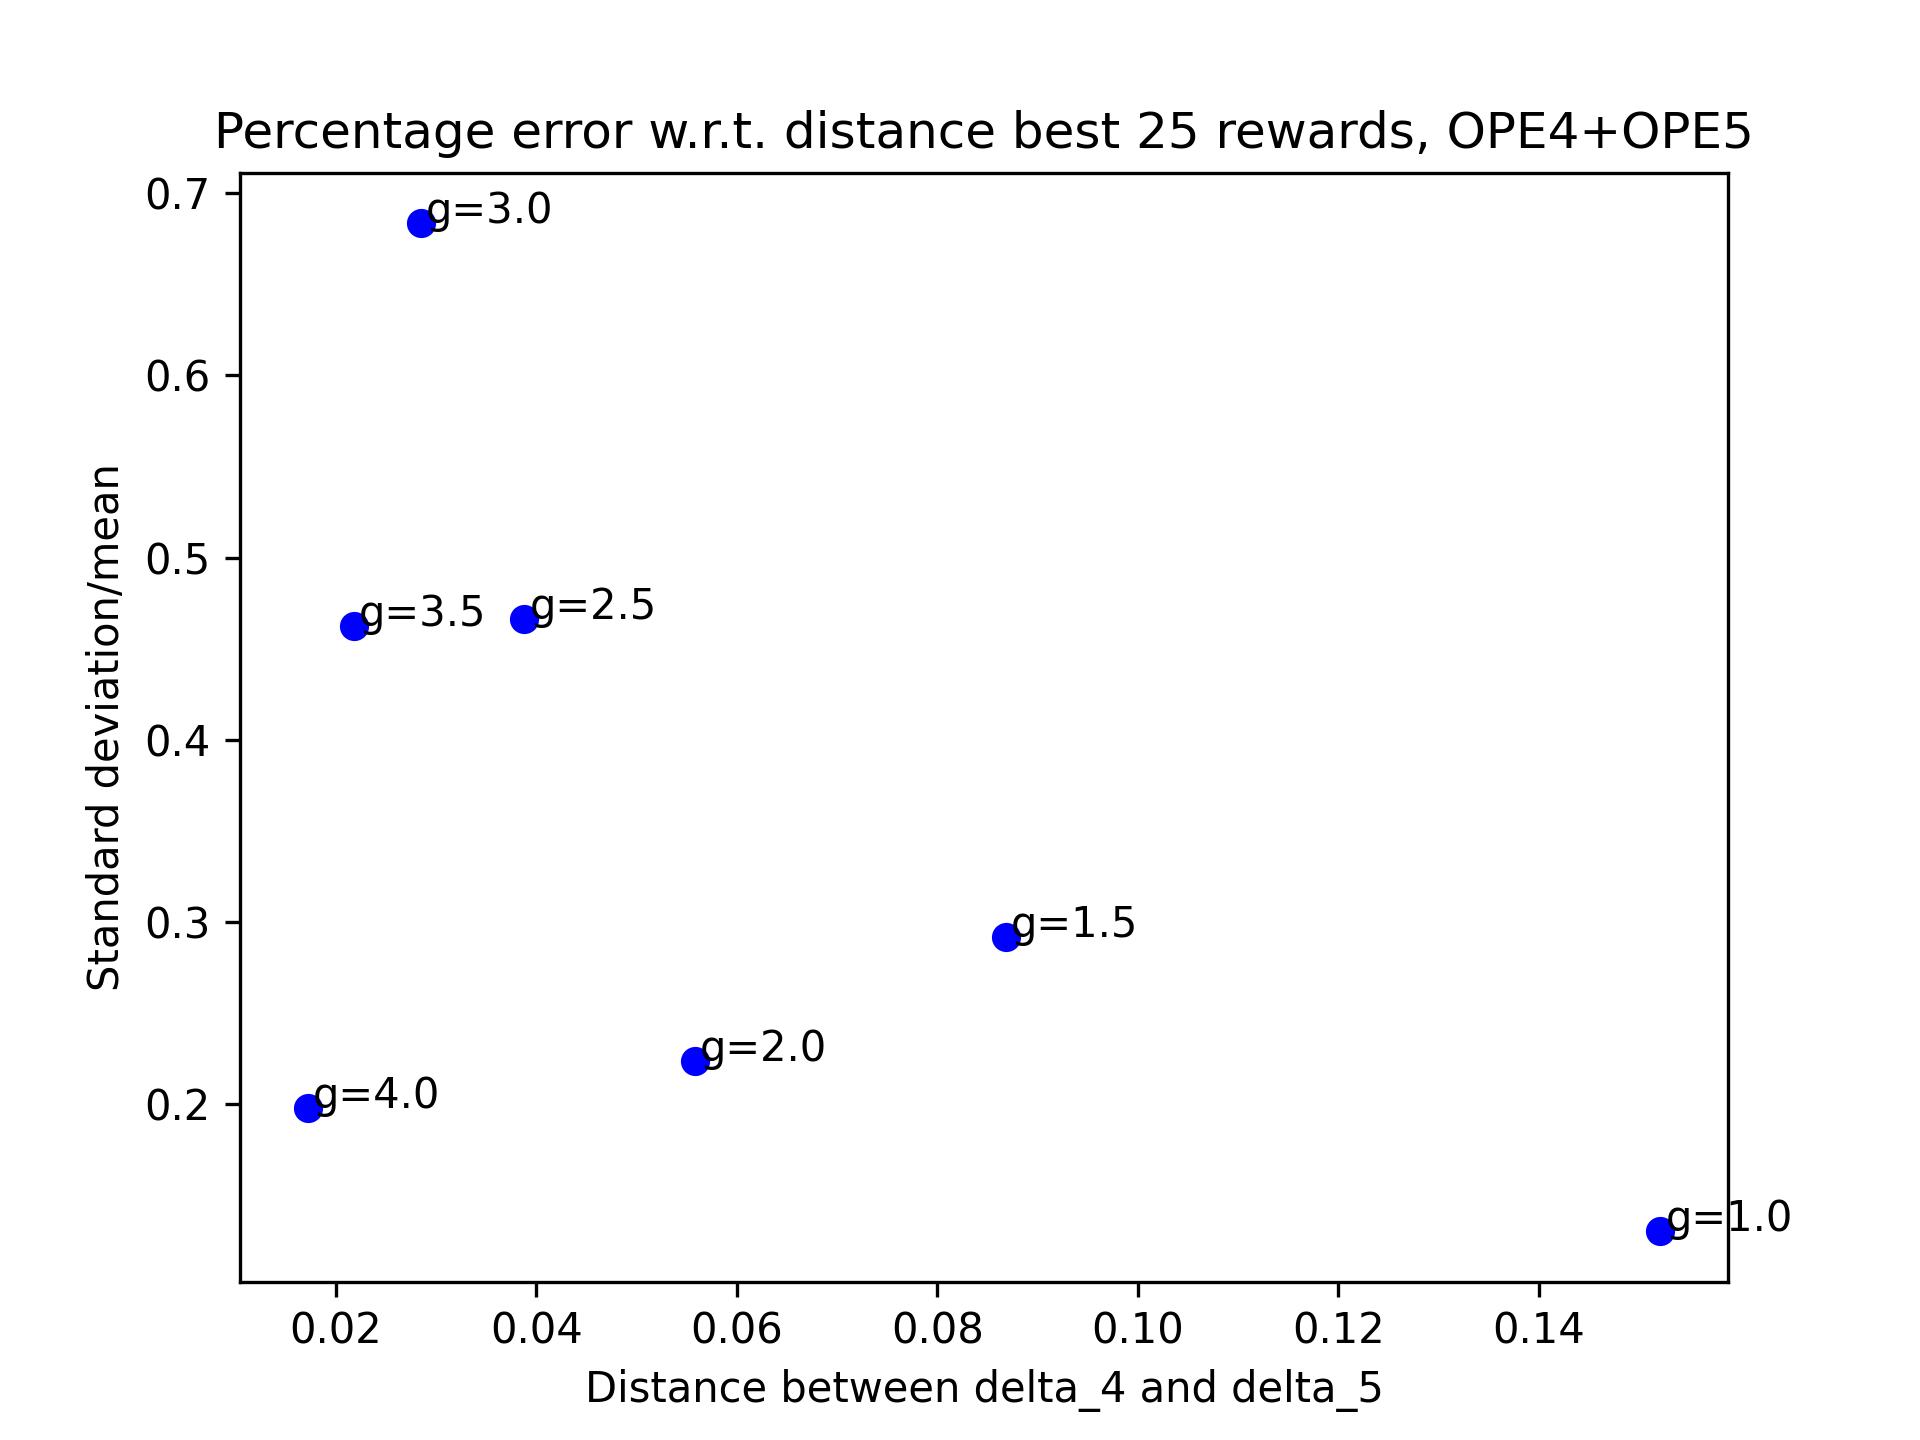 Percentage error w.r.t. distance best 25 rewards, OPE4+OPE5
0.7
0.6
0.5
0.4
0.3
0.2
Standard deviation/mean
g=3.0
g=3.5
g=2.5
g=1.5
g=2.0
g=4.0
g=1.0
0.02 0.04 0.06 0.08 0.10 0.12 0.14
Distance between delta_4 and delta_5